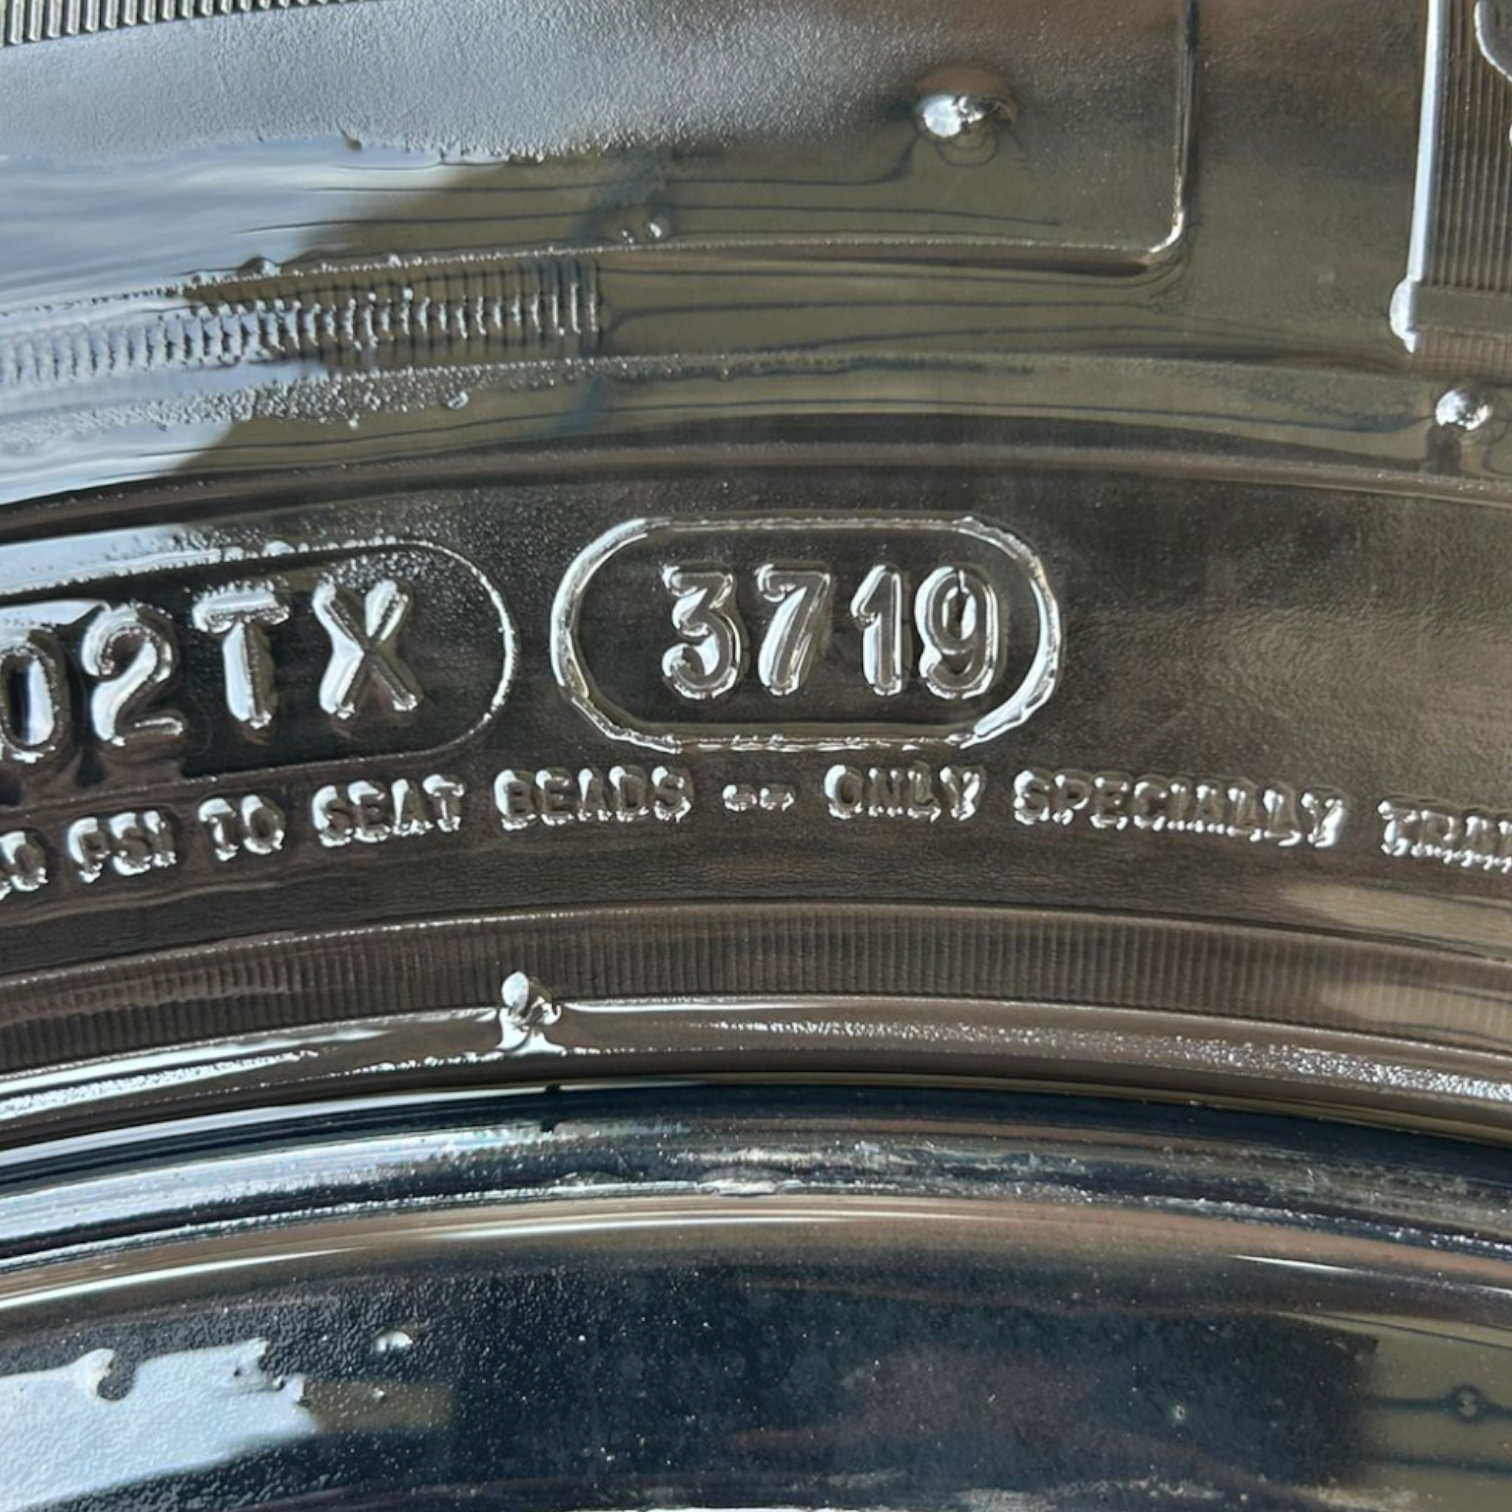 02TX 3719
PSI TO SEAT BEADS -- ONLY SPECIALLY